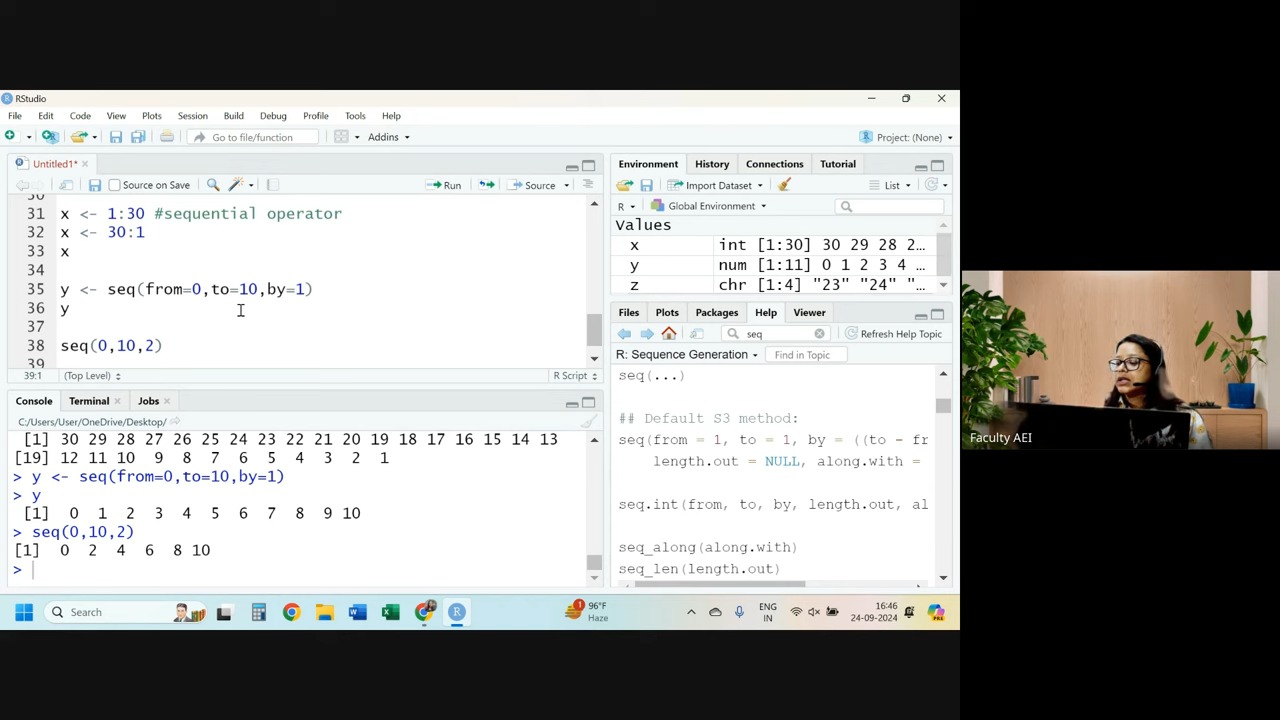 RStudio
File Edit Code View Plots Session Build Debug Profile Tools Help
Go to file/function Addins Project: (None)
Untitled1*
Source on Save Run Source
30
31 x <- 1:30 #sequential operator
32 x <- 30:1
33 x
34
35 y <- seq(from=0,to=10,by=1)
36 y
37
38 seq(0,10,2)
39
39:1 (Top Level) R Script
Console Terminal Jobs
C:/Users/User/OneDrive/Desktop/
[1] 30 29 28 27 26 25 24 23 22 21 20 19 18 17 16 15 14 13
[19] 12 11 10 9 8 7 6 5 4 3 2 1
> y <- seq(from=0,to=10,by=1)
> y
[1] 0 1 2 3 4 5 6 7 8 9 10
> seq(0,10,2)
[1] 0 2 4 6 8 10
>
Environment History Connections Tutorial
Import Dataset List
R Global Environment
Values
x int [1:30] 30 29 28 2…
y num [1:11] 0 1 2 3 4 …
z chr [1:4] "23" "24" "…
Files Plots Packages Help Viewer
seq Refresh Help Topic
R: Sequence Generation Find in Topic
seq(...)
## Default S3 method:
seq(from = 1, to = 1, by = ((to - fr
length.out = NULL, along.with =
seq.int(from, to, by, length.out, al
seq_along(along.with)
seq_len(length.out)
Faculty AEI
Search
1
96°F
Haze
ENG
IN
16:46
24-09-2024